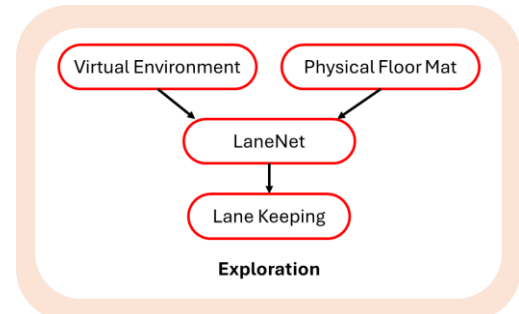 Virtual Environment
Physical Floor Mat
LaneNet
Lane Keeping
Exploration